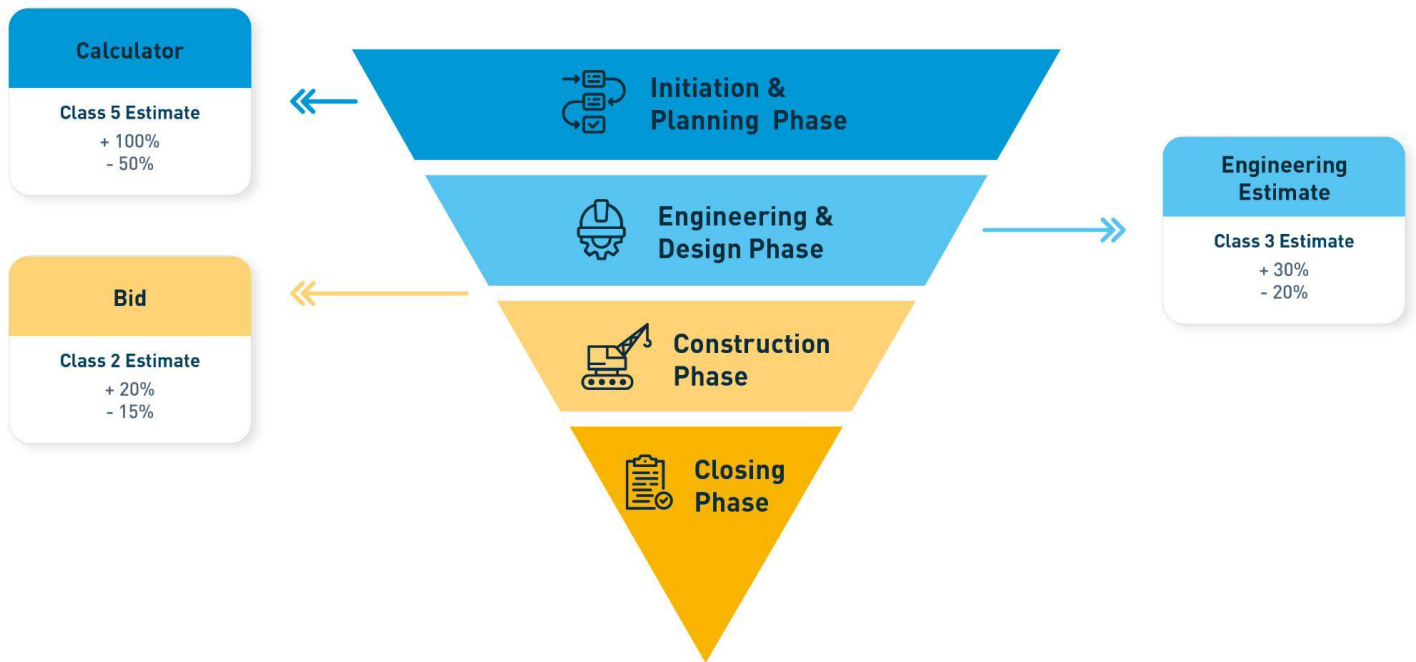 Calculator
Class 5 Estimate
+ 100%
- 50%
Initiation &
Planning Phase
Engineering
Estimate
Class 3 Estimate
+ 30%
- 20%
Engineering &
Design Phase
Bid
Class 2 Estimate
+ 20%
- 15%
Construction
Phase
Closing
Phase